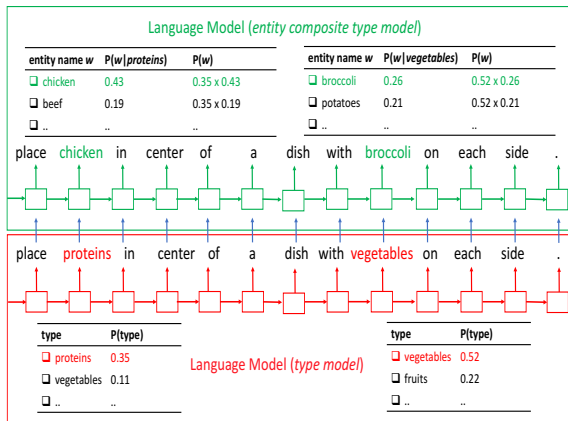 Language Model (entity composite type model)
entity name w P(w|proteins) P(w)
chicken 0.43 0.35 x 0.43
beef 0.19 0.35 x 0.19
.. .. ..
entity name w P(w|vegetables) P(w)
broccoli 0.26 0.52 x 0.26
potatoes 0.21 0.52 x 0.21
.. .. ..
place chicken in center of a dish with broccoli on each side .
place proteins in center of a dish with vegetables on each side .
type P(type)
proteins 0.35
vegetables 0.11
.. ..
Language Model (type model)
type P(type)
vegetables 0.52
fruits 0.22
.. ..